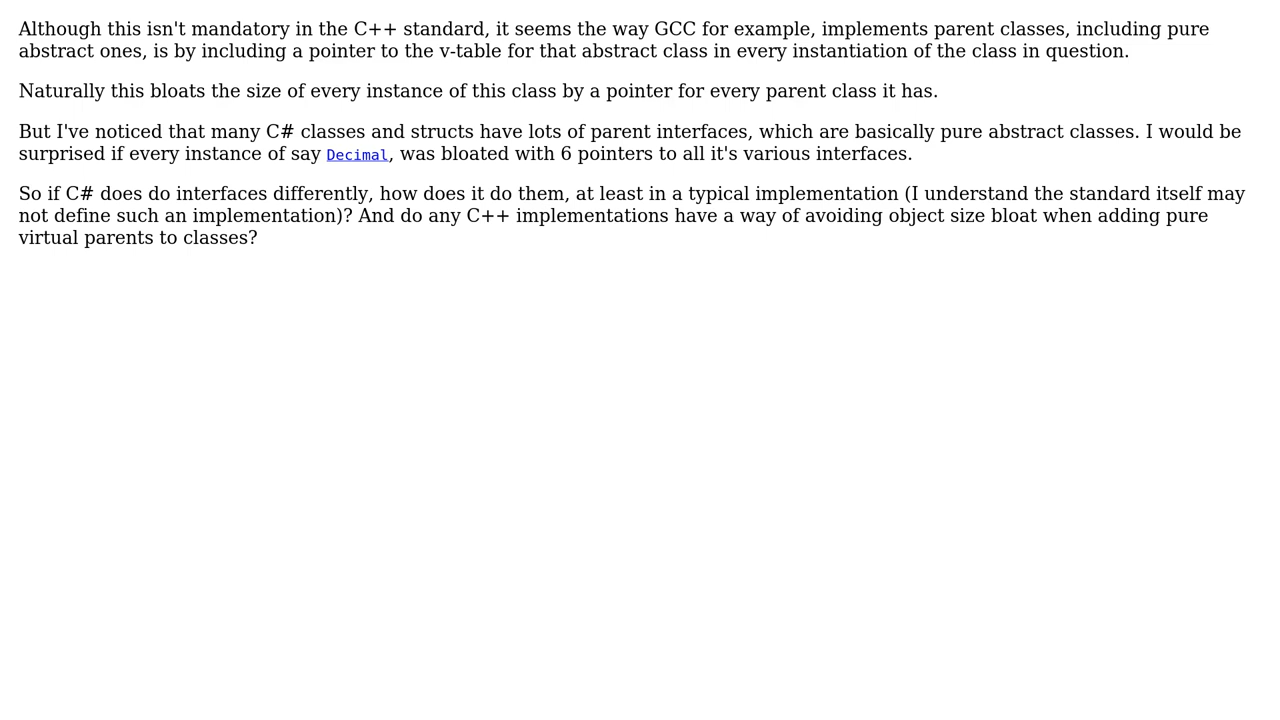 Although this isn't mandatory in the C++ standard, it seems the way GCC for example, implements parent classes, including pure
abstract ones, is by including a pointer to the v-table for that abstract class in every instantiation of the class in question.
Naturally this bloats the size of every instance of this class by a pointer for every parent class it has.
But I've noticed that many C# classes and structs have lots of parent interfaces, which are basically pure abstract classes. I would be
surprised if every instance of say Decimal, was bloated with 6 pointers to all it's various interfaces.
So if C# does do interfaces differently, how does it do them, at least in a typical implementation (I understand the standard itself may
not define such an implementation)? And do any C++ implementations have a way of avoiding object size bloat when adding pure
virtual parents to classes?